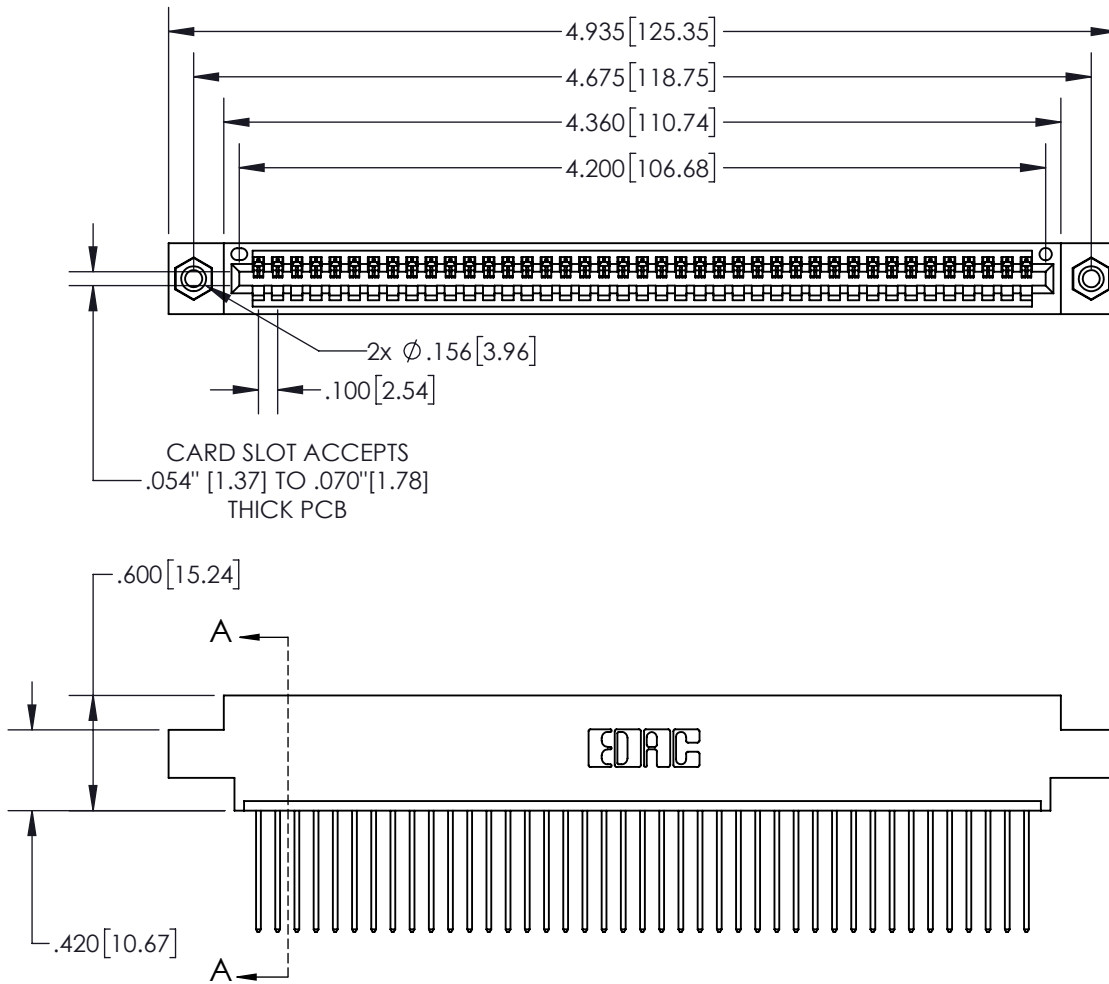 4.935[125.35]
4.675[118.75]
4.360[110.74]
4.200[106.68]
2x Ø .156[3.96]
.100[2.54]
CARD SLOT ACCEPTS
.054" [1.37] TO .070"[1.78]
THICK PCB
.600[15.24]
A
EDAC
.420[10.67]
A